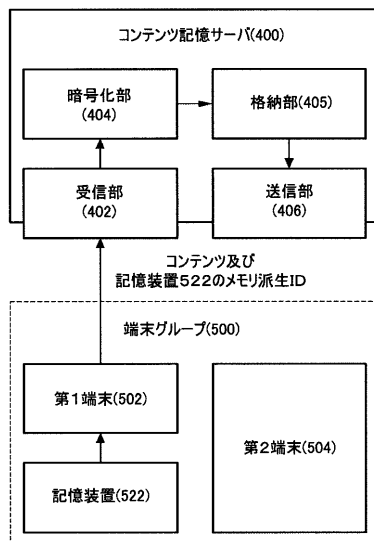 コンテンツ記憶サーバ(400)
暗号化部
(404)
格納部(405)
受信部
(402)
送信部
(406)
コンテンツ及び
記憶装置522のメモリ派生ID
端末グループ(500)
第1端末(502)
第2端末(504)
記憶装置(522)